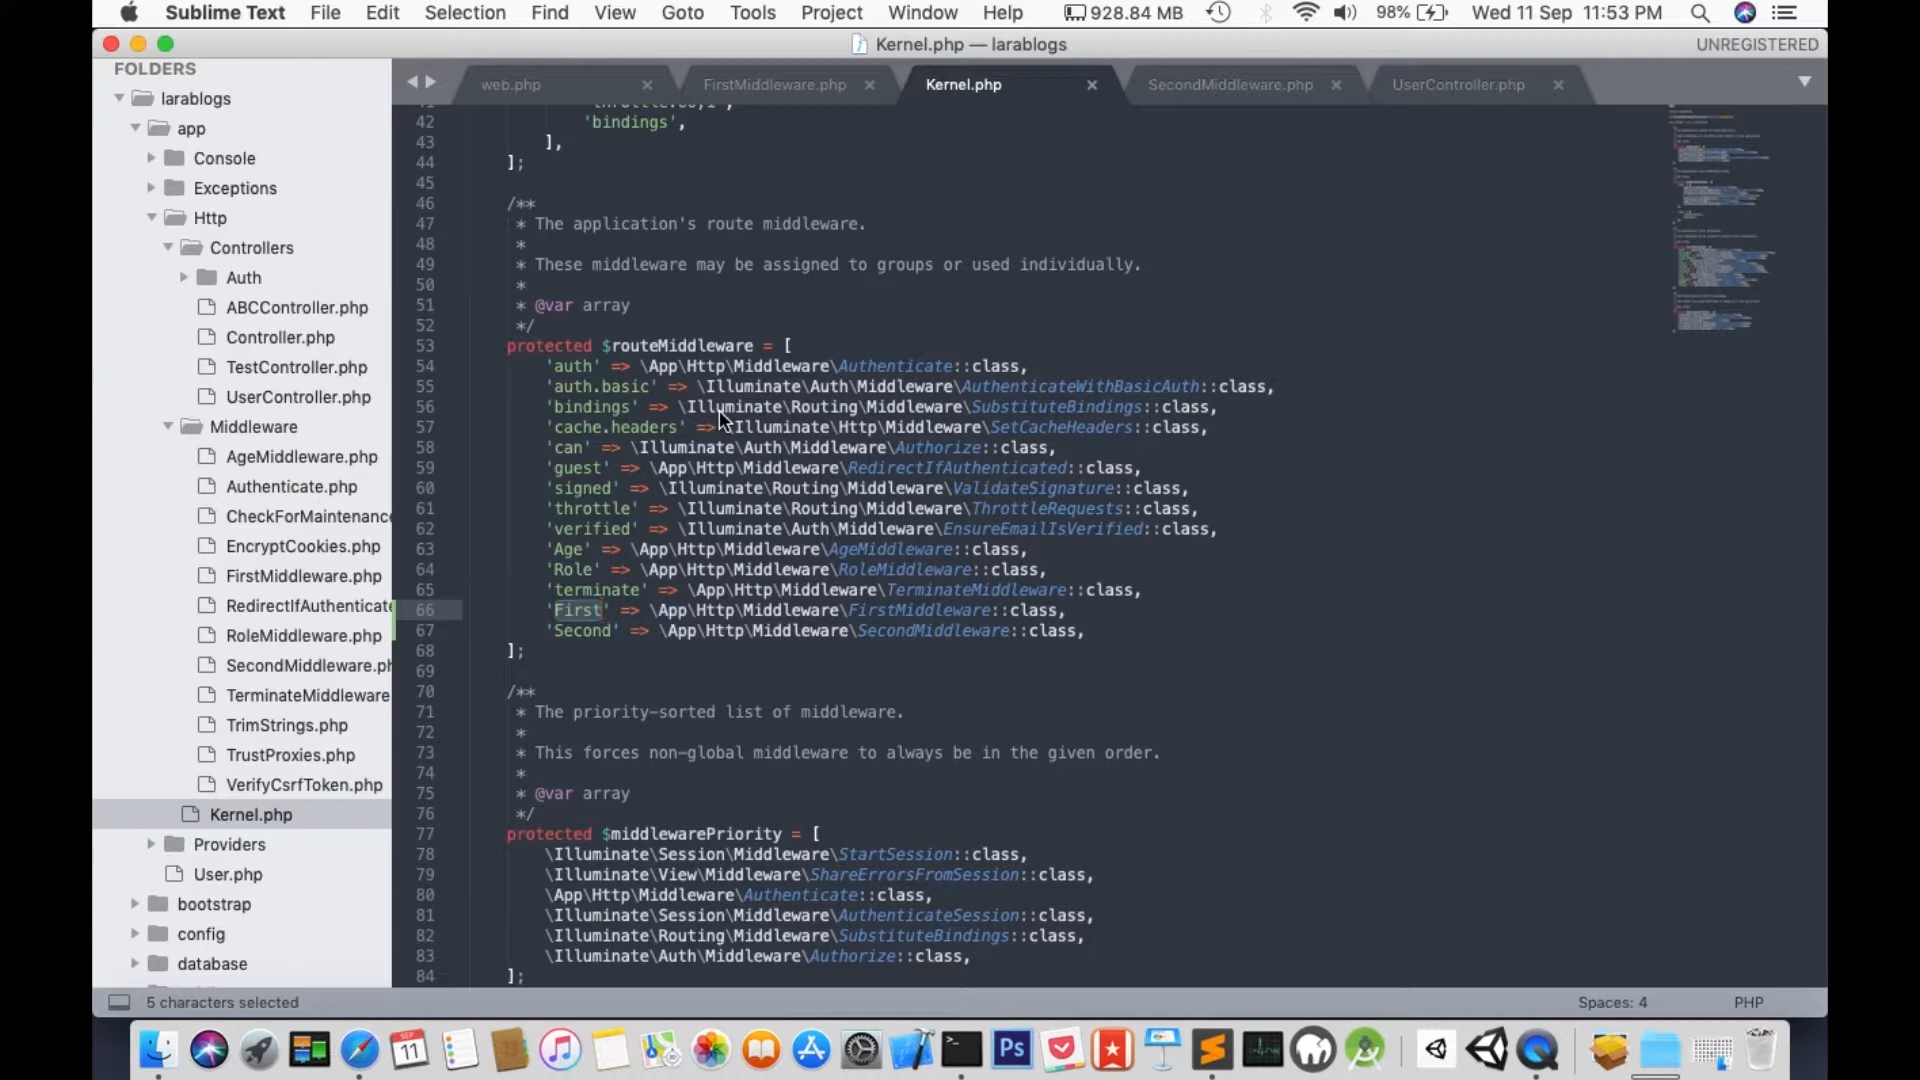 Sublime Text File Edit Selection Find View Goto Tools Project Window Help 928.84 MB 98% Wed 11 Sep 11:53 PM
Kernel.php — larablogs UNREGISTERED
FOLDERS
larablogs
app
Console
Exceptions
Http
Controllers
Auth
ABCController.php
Controller.php
TestController.php
UserController.php
Middleware
AgeMiddleware.php
Authenticate.php
CheckForMaintenanc
EncryptCookies.php
FirstMiddleware.php
RedirectIfAuthenticate
RoleMiddleware.php
SecondMiddleware.ph
TerminateMiddleware
TrimStrings.php
TrustProxies.php
VerifyCsrfToken.php
Kernel.php
Providers
User.php
bootstrap
config
database
web.php FirstMiddleware.php Kernel.php SecondMiddleware.php UserController.php
42 'bindings',
43 ],
44 ];
45
46 /**
47 * The application's route middleware.
48 *
49 * These middleware may be assigned to groups or used individually.
50 *
51 * @var array
52 */
53 protected $routeMiddleware = [
54 'auth' => \App\Http\Middleware\Authenticate::class,
55 'auth.basic' => \Illuminate\Auth\Middleware\AuthenticateWithBasicAuth::class,
56 'bindings' => \Illuminate\Routing\Middleware\SubstituteBindings::class,
57 'cache.headers' => \Illuminate\Http\Middleware\SetCacheHeaders::class,
58 'can' => \Illuminate\Auth\Middleware\Authorize::class,
59 'guest' => \App\Http\Middleware\RedirectIfAuthenticated::class,
60 'signed' => \Illuminate\Routing\Middleware\ValidateSignature::class,
61 'throttle' => \Illuminate\Routing\Middleware\ThrottleRequests::class,
62 'verified' => \Illuminate\Auth\Middleware\EnsureEmailIsVerified::class,
63 'Age' => \App\Http\Middleware\AgeMiddleware::class,
64 'Role' => \App\Http\Middleware\RoleMiddleware::class,
65 'terminate' => \App\Http\Middleware\TerminateMiddleware::class,
66 'First' => \App\Http\Middleware\FirstMiddleware::class,
67 'Second' => \App\Http\Middleware\SecondMiddleware::class,
68 ];
69
70 /**
71 * The priority-sorted list of middleware.
72 *
73 * This forces non-global middleware to always be in the given order.
74 *
75 * @var array
76 */
77 protected $middlewarePriority = [
78 \Illuminate\Session\Middleware\StartSession::class,
79 \Illuminate\View\Middleware\ShareErrorsFromSession::class,
80 \App\Http\Middleware\Authenticate::class,
81 \Illuminate\Session\Middleware\AuthenticateSession::class,
82 \Illuminate\Routing\Middleware\SubstituteBindings::class,
83 \Illuminate\Auth\Middleware\Authorize::class,
84 ];
5 characters selected Spaces: 4 PHP
SEP
11
Ps